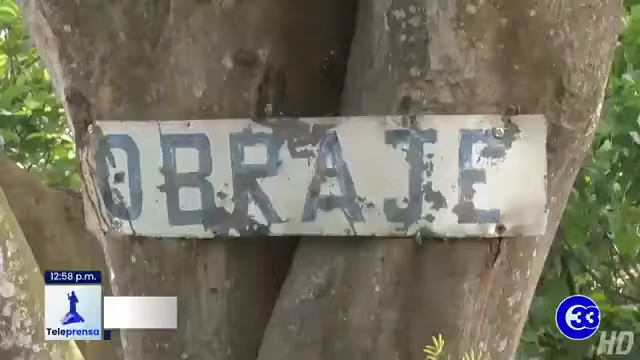 OBRAJE
12:58 p.m.
Teleprensa
33
HD